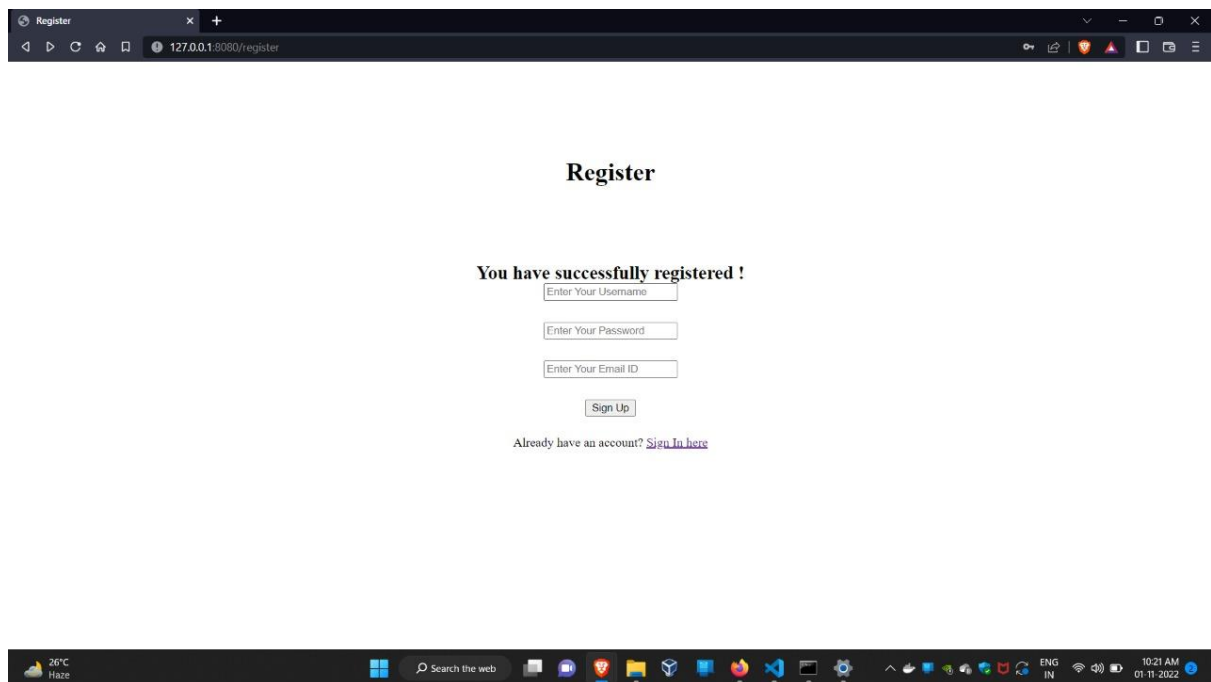 Register
127.0.0.1:8080/register
Register
You have successfully registered !
Enter Your Username
Enter Your Password
Enter Your Email ID
Sign Up
Already have an account? Sign In here
26°C
Haze
Search the web
ENG
IN
10:21 AM
01-11-2022
2